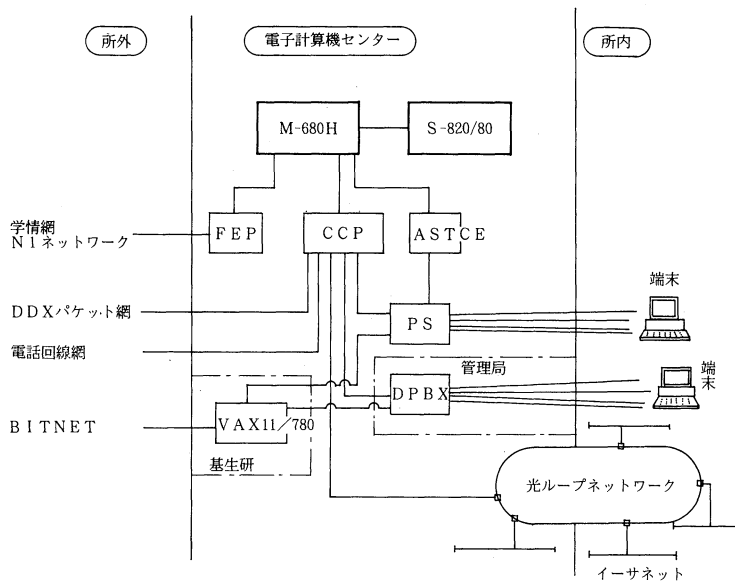 所外
電子計算機センター
所内
M-680H
S-820/80
学情網
N1ネットワーク
FEP
CCP
ASTCE
端末
DDXパケット網
PS
電話回線網
管理局
端末
DPBX
BITNET
VAX11/780
基生研
光ループネットワーク
イーサネット